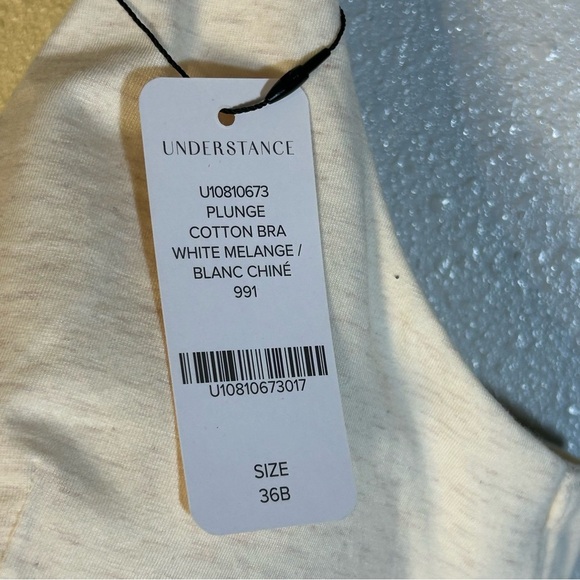 UNDERSTANCE
U10810673
PLUNGE
COTTON BRA
WHITE MELANGE /
BLANC CHINÉ
991
U10810673017
SIZE
36B